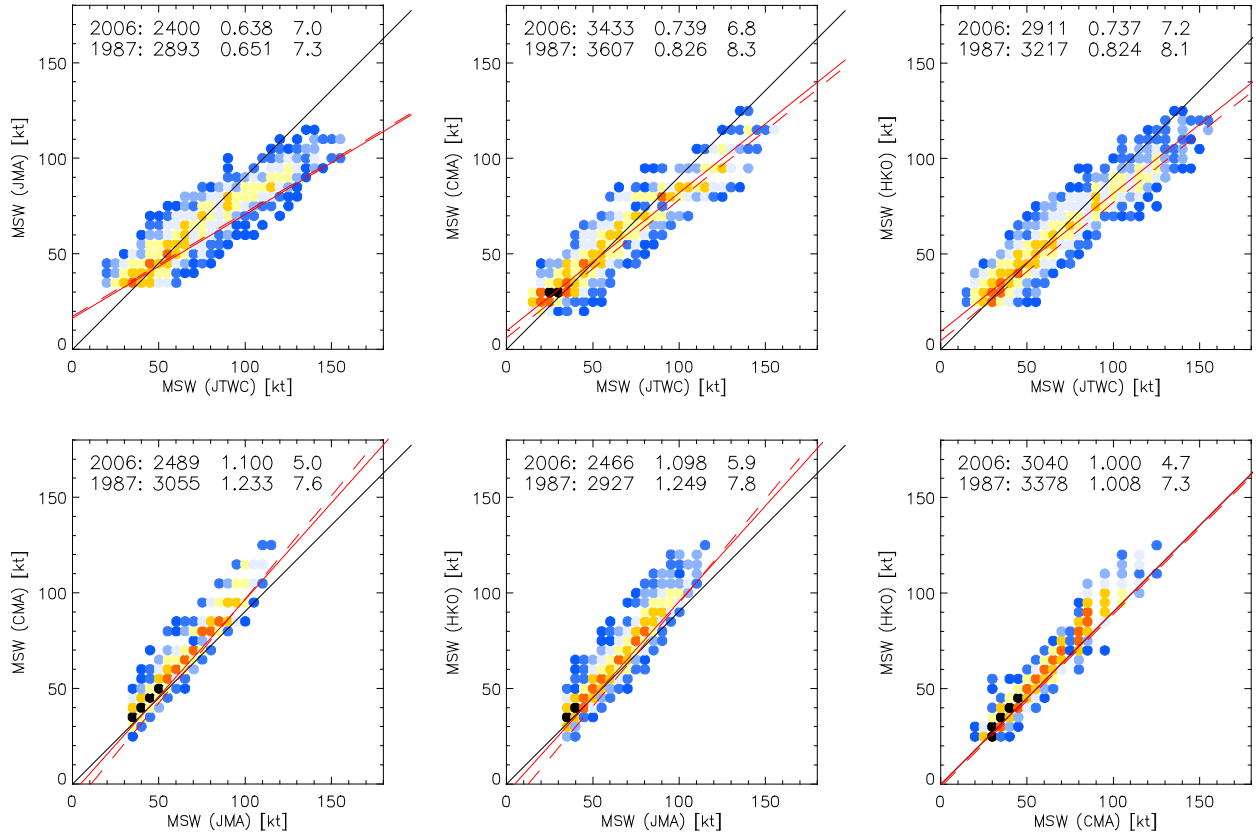 2006: 2400 0.638 7.0
1987: 2893 0.651 7.3
150
100
50
0
MSW (JMA) [kt]
0 50 100 150
MSW (JTWC) [kt]
2006: 3433 0.739 6.8
1987: 3607 0.826 8.3
150
100
50
0
MSW (CMA) [kt]
0 50 100 150
MSW (JTWC) [kt]
2006: 2911 0.737 7.2
1987: 3217 0.824 8.1
150
100
50
0
MSW (HKO) [kt]
0 50 100 150
MSW (JTWC) [kt]
2006: 2489 1.100 5.0
1987: 3055 1.233 7.6
150
100
50
0
MSW (CMA) [kt]
0 50 100 150
MSW (JMA) [kt]
2006: 2466 1.098 5.9
1987: 2927 1.249 7.8
150
100
50
0
MSW (HKO) [kt]
0 50 100 150
MSW (JMA) [kt]
2006: 3040 1.000 4.7
1987: 3378 1.008 7.3
150
100
50
0
MSW (HKO) [kt]
0 50 100 150
MSW (CMA) [kt]